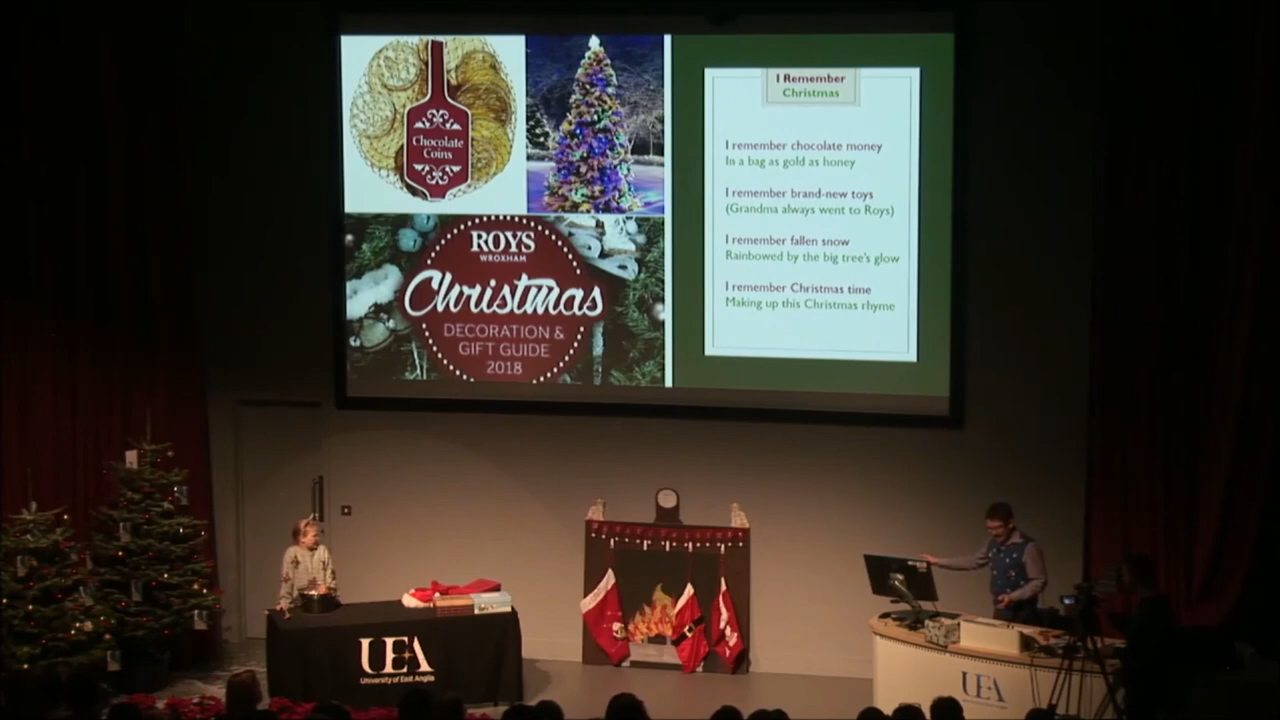 Chocolate
Coins
ROYS
WROXHAM
Christmas
DECORATION &
GIFT GUIDE
2018
I Remember
Christmas
I remember chocolate money
In a bag as gold as honey
I remember brand-new toys
(Grandma always went to Roys)
I remember fallen snow
Rainbowed by the big tree's glow
I remember Christmas time
Making up this Christmas rhyme
UEA
University of East Anglia
UEA